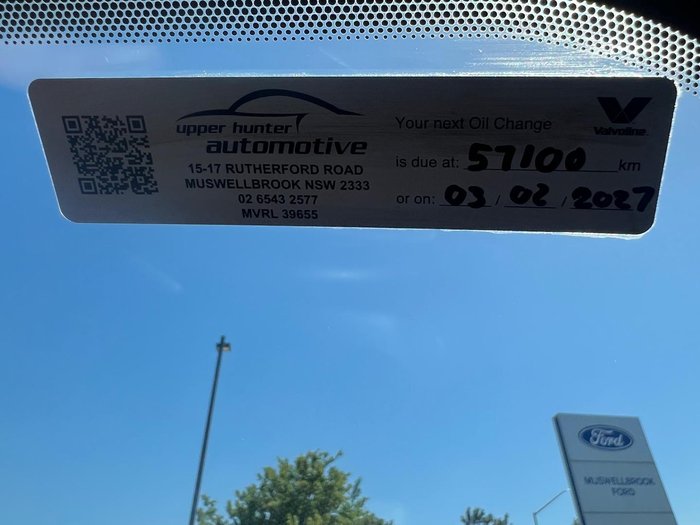 upper hunter
automotive
15-17 RUTHERFORD ROAD
MUSWELLBROOK NSW 2333
02 6543 2577
MVRL 39655
Your next Oil Change
is due at: 57100 km
or on: 03 / 02 / 2027
Valvoline
Ford
MUSWELLBROOK
FORD